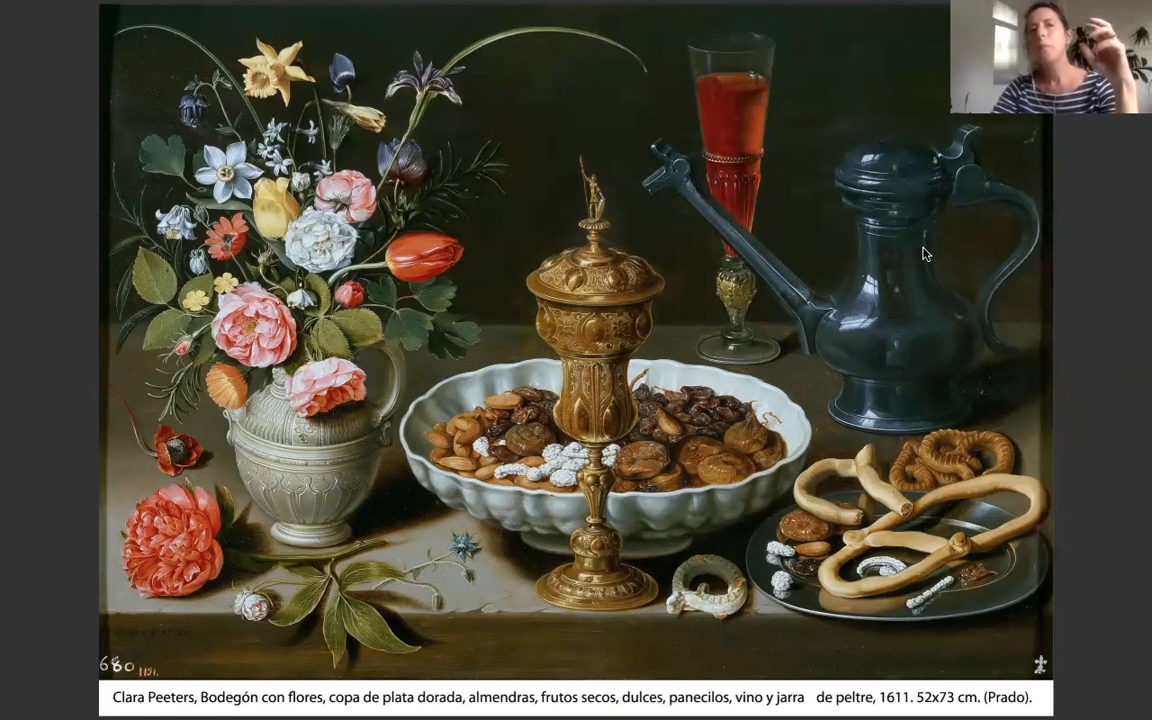 680
1121.
Clara Peeters, Bodegón con flores, copa de plata dorada, almendras, frutos secos, dulces, panecilos, vino y jarra de peltre, 1611. 52x73 cm. (Prado).